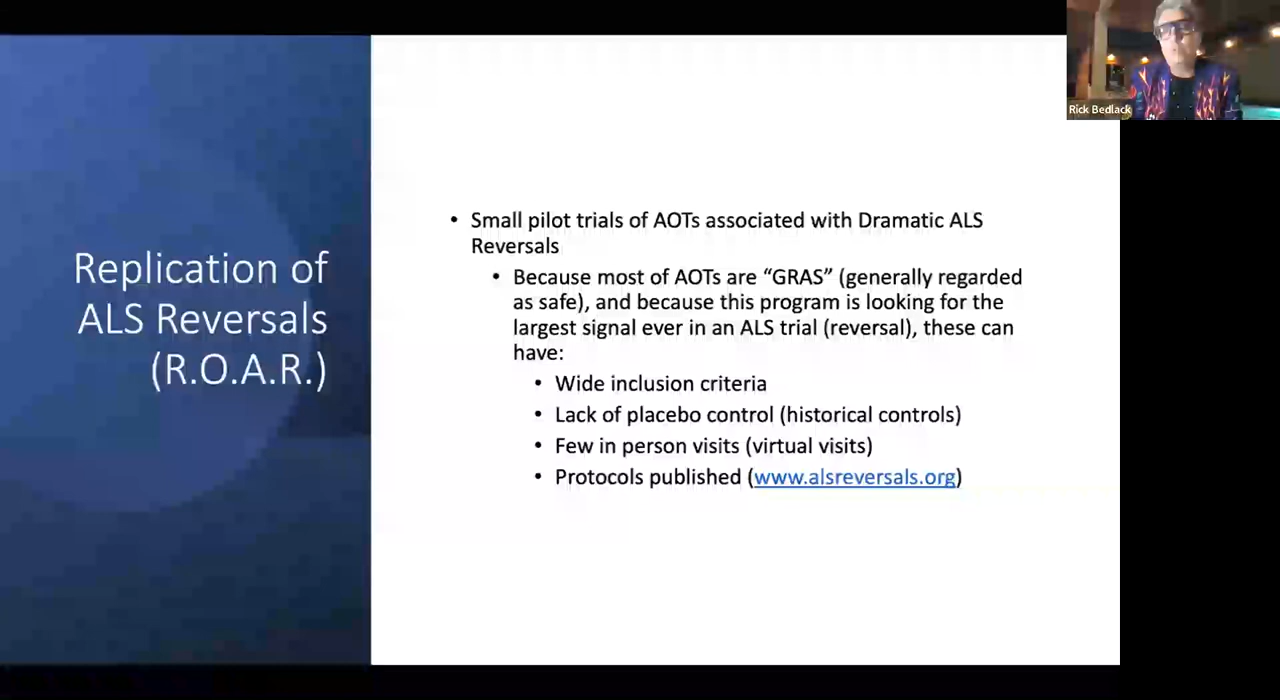 Rick Bedlack
Replication of
ALS Reversals
(R.O.A.R.)
• Small pilot trials of AOTs associated with Dramatic ALS
Reversals
• Because most of AOTs are “GRAS” (generally regarded
as safe), and because this program is looking for the
largest signal ever in an ALS trial (reversal), these can
have:
• Wide inclusion criteria
• Lack of placebo control (historical controls)
• Few in person visits (virtual visits)
• Protocols published (www.alsreversals.org)